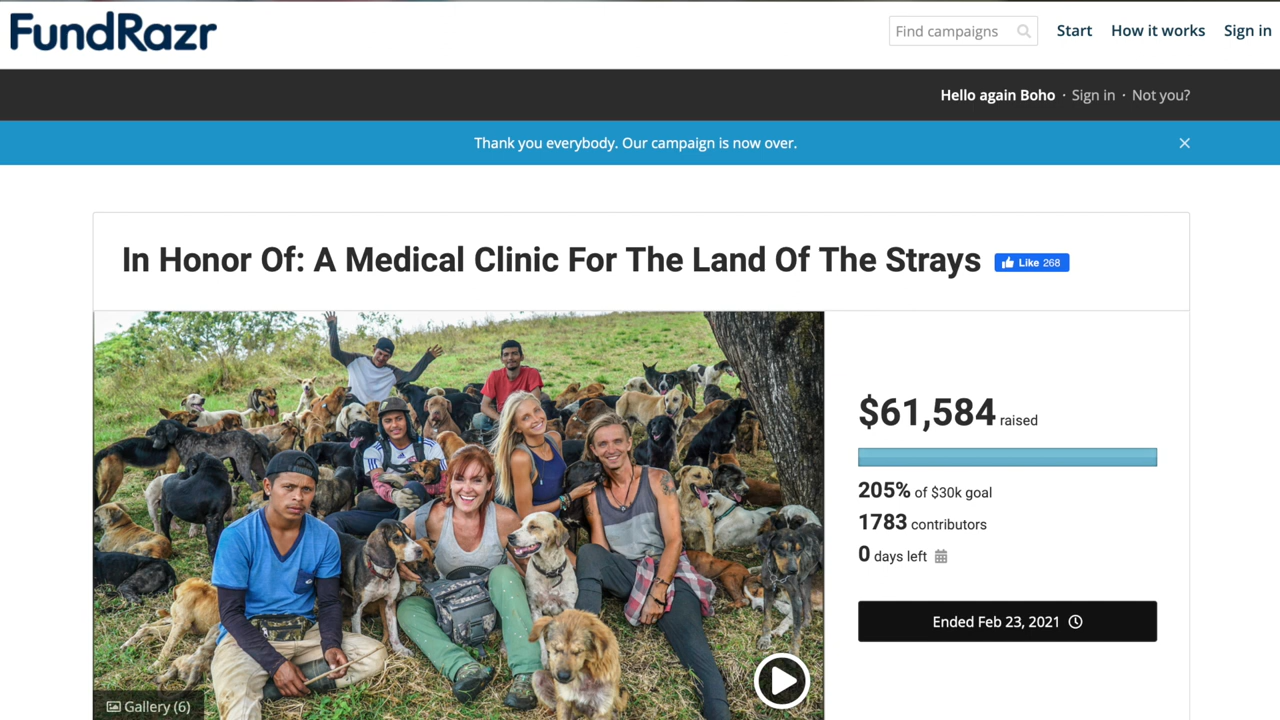 FundRazr
Find campaigns
Start How it works Sign in
Hello again Boho · Sign in · Not you?
Thank you everybody. Our campaign is now over.
In Honor Of: A Medical Clinic For The Land Of The Strays
Like 268
$61,584 raised
205% of $30k goal
1783 contributors
0 days left
Ended Feb 23, 2021
Gallery (6)